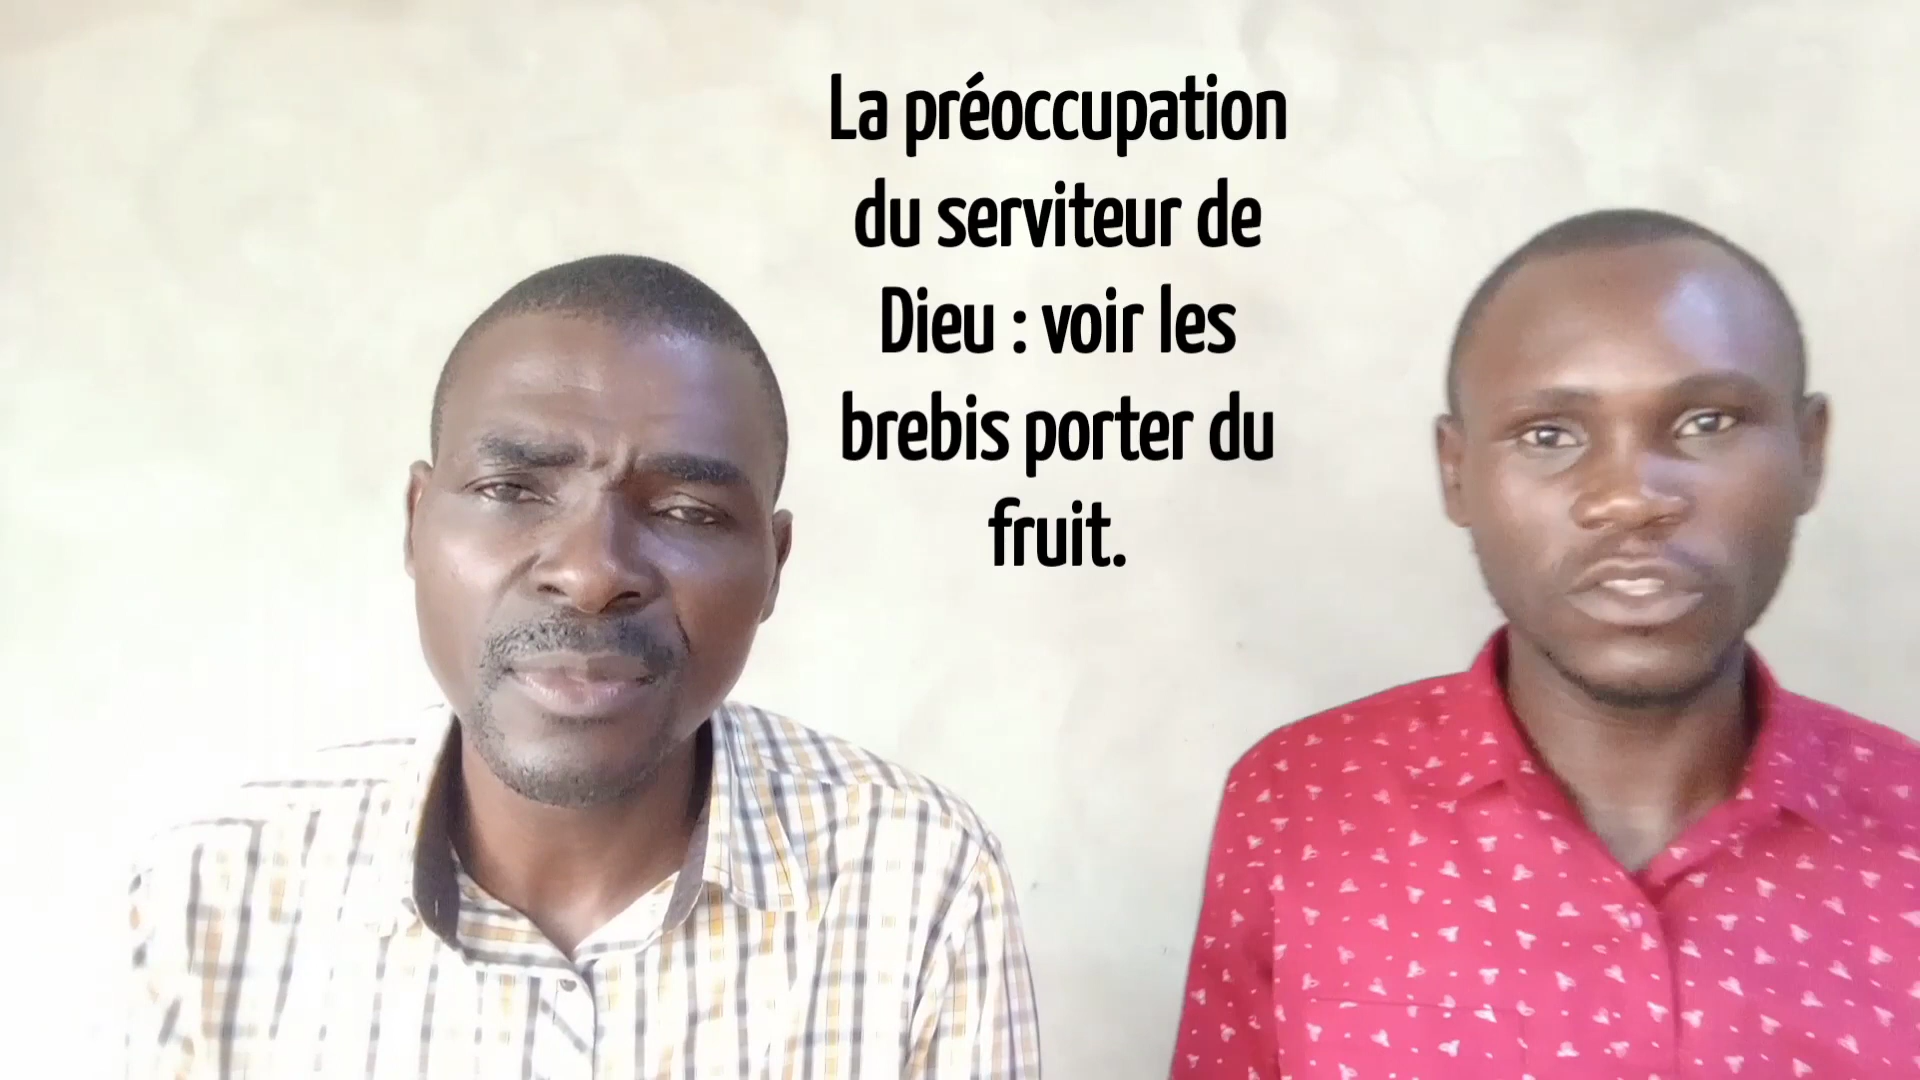 La préoccupation
du serviteur de
Dieu : voir les
brebis porter du
fruit.